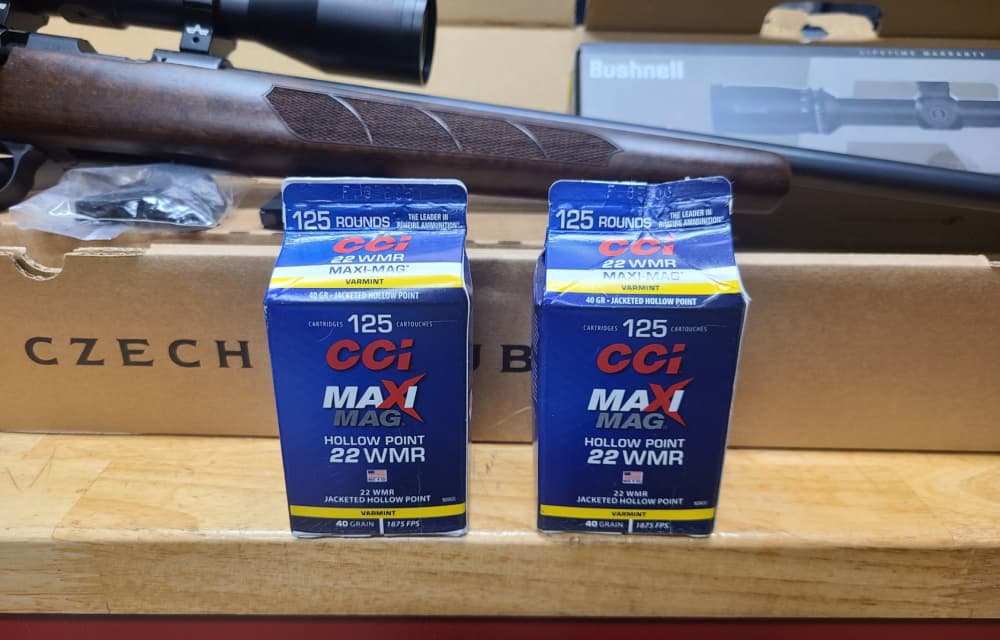 LIFETIME WARRANTY
Bushnell
125 ROUNDS
THE LEADER IN
RIMFIRE AMMUNITION
CCI
22 WMR
MAXI-MAG
VARMINT
40 GR - JACKETED HOLLOW POINT
CARTRIDGES 125 CARTOUCHES
CCI
MAXI
MAG
HOLLOW POINT
22 WMR
22 WMR
JACKETED HOLLOW POINT
VARMINT
40 GRAIN 1875 FPS
125 ROUNDS
THE LEADER IN
RIMFIRE AMMUNITION
CCI
22 WMR
MAXI-MAG
VARMINT
40 GR - JACKETED HOLLOW POINT
CARTRIDGES 125 CARTOUCHES
CCI
MAXI
MAG
HOLLOW POINT
22 WMR
22 WMR
JACKETED HOLLOW POINT
VARMINT
40 GRAIN 1875 FPS
CZECH UB